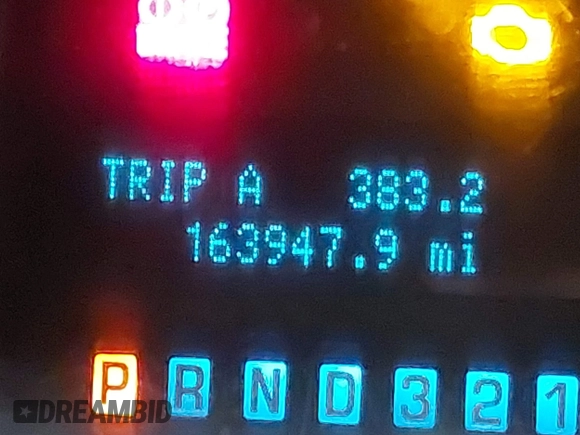 TRIP A 383.2
163947.9 mi
P R N D 3 2 1
DREAMBID